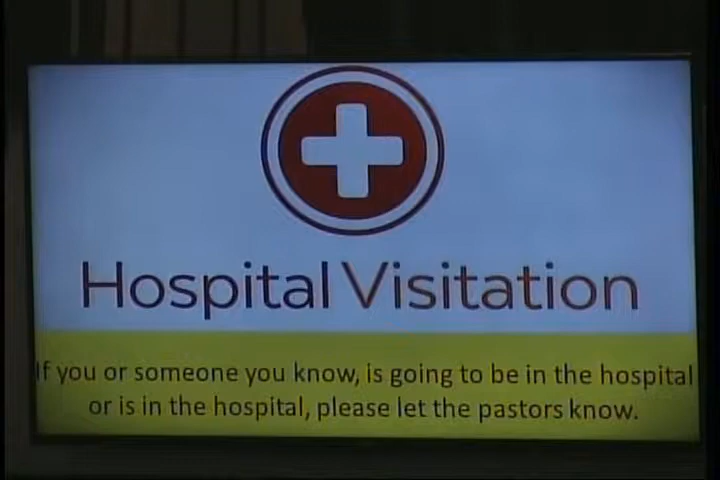 Hospital Visitation
If you or someone you know, is going to be in the hospital
or is in the hospital, please let the pastors know.